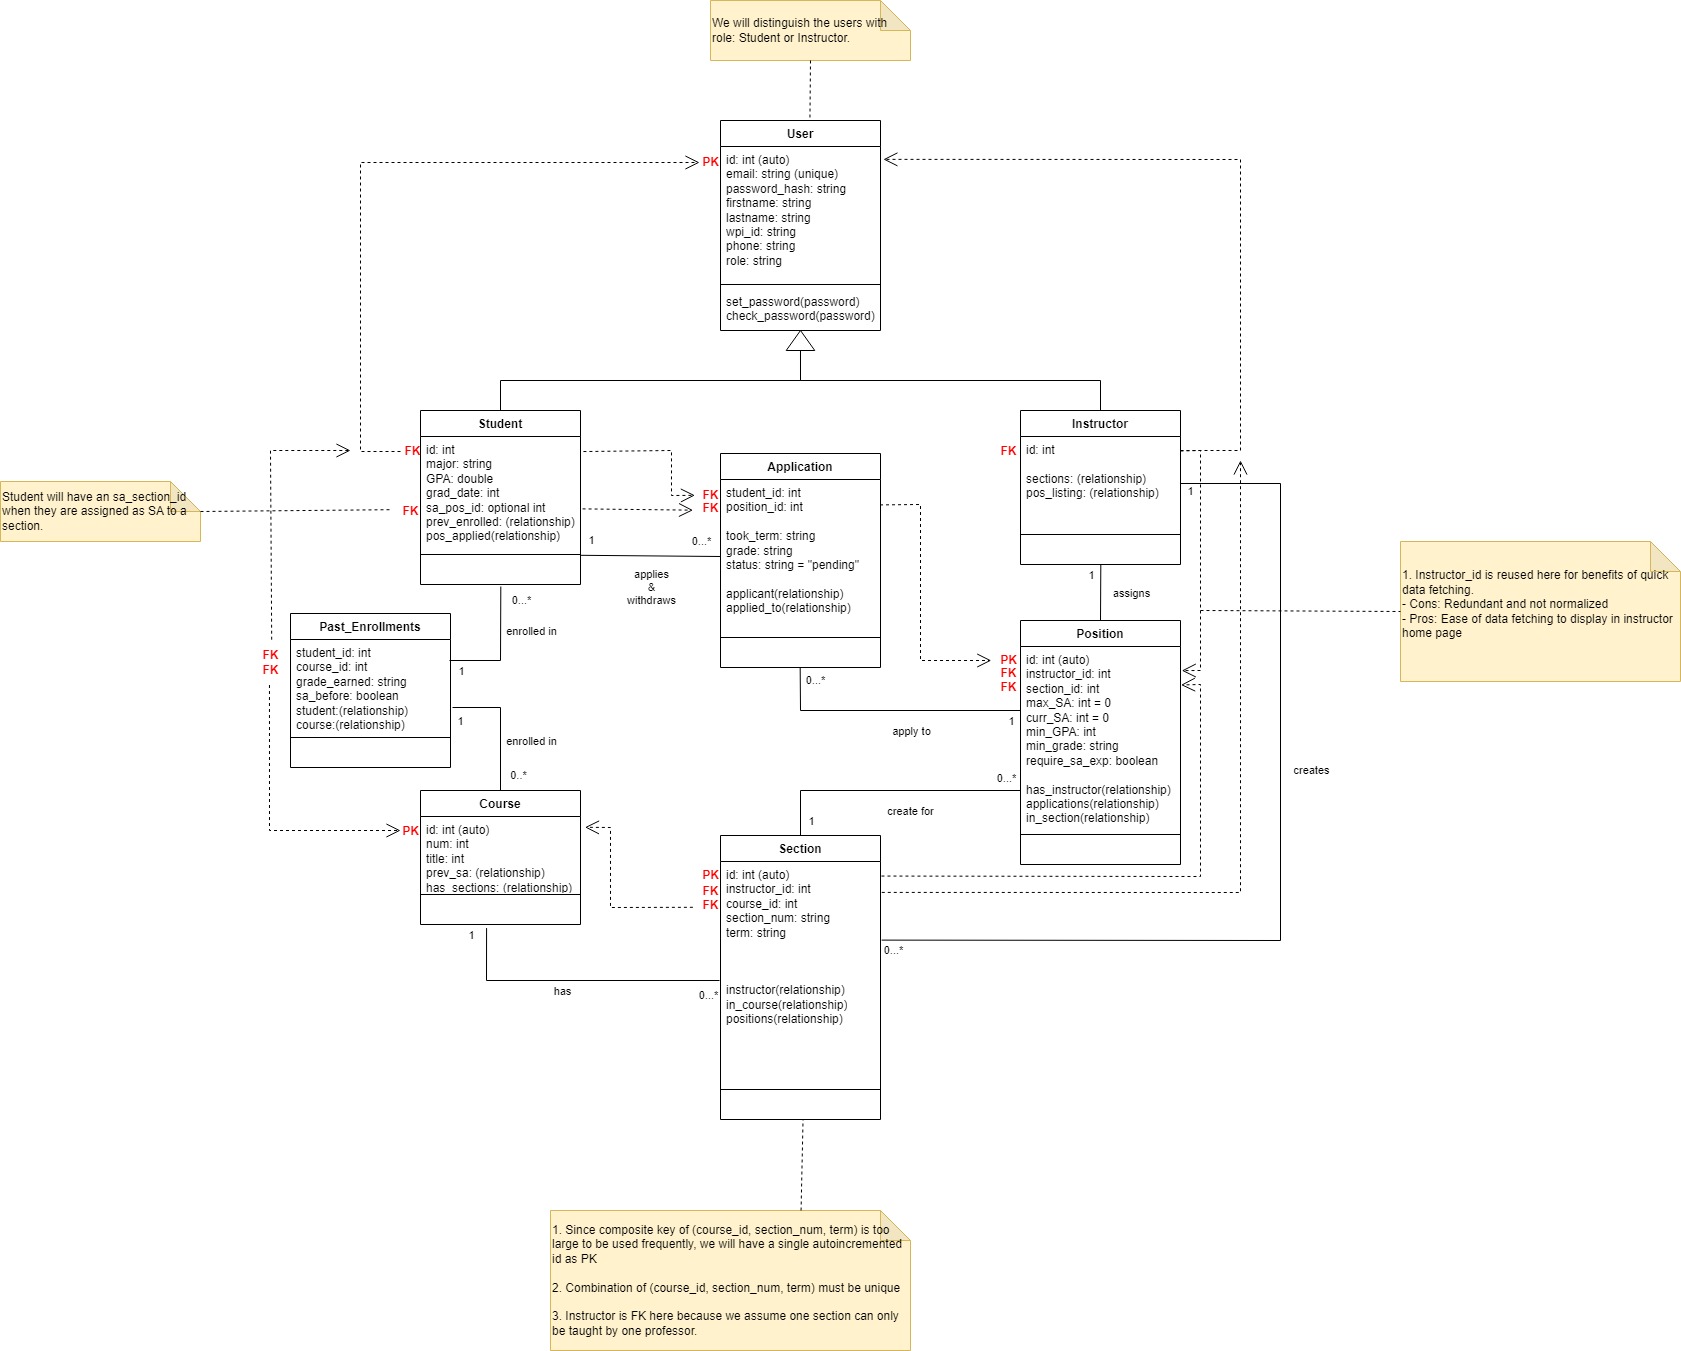 We will distinguish the users with
role: Student or Instructor.
User
PK
id: int (auto)
email: string (unique)
password_hash: string
firstname: string
lastname: string
wpi_id: string
phone: string
role: string
set_password(password)
check_password(password)
Student
FK
id: int
major: string
GPA: double
grad_date: int
FK
sa_pos_id: optional int
prev_enrolled: (relationship)
pos_applied(relationship)
Student will have an sa_section_id
when they are assigned as SA to a
section.
Application
FK
student_id: int
FK
position_id: int
took_term: string
grade: string
status: string = "pending"
applicant(relationship)
applied_to(relationship)
Instructor
FK
id: int
sections: (relationship)
pos_listing: (relationship)
1
1
0...*
applies
&
withdraws
1
assigns
1. Instructor_id is reused here for benefits of quick
data fetching.
- Cons: Redundant and not normalized
- Pros: Ease of data fetching to display in instructor
home page
0...*
enrolled in
1
Past_Enrollments
FK
student_id: int
FK
course_id: int
grade_earned: string
sa_before: boolean
student:(relationship)
course:(relationship)
1
enrolled in
0..*
Position
PK
id: int (auto)
FK
instructor_id: int
FK
section_id: int
max_SA: int = 0
curr_SA: int = 0
min_GPA: int
min_grade: string
require_sa_exp: boolean
has_instructor(relationship)
applications(relationship)
in_section(relationship)
0...*
1
apply to
0...*
create for
1
creates
Course
PK
id: int (auto)
num: int
title: int
prev_sa: (relationship)
has_sections: (relationship)
1
has
0...*
Section
PK
id: int (auto)
FK
instructor_id: int
FK
course_id: int
section_num: string
term: string
instructor(relationship)
in_course(relationship)
positions(relationship)
0...*
1. Since composite key of (course_id, section_num, term) is too
large to be used frequently, we will have a single autoincremented
id as PK
2. Combination of (course_id, section_num, term) must be unique
3. Instructor is FK here because we assume one section can only
be taught by one professor.